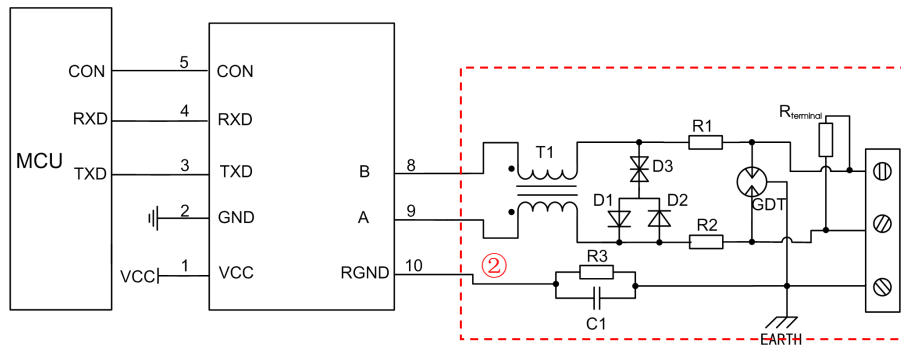 MCU
CON
RXD
TXD
5
4
3
2
1
VCC
CON
RXD
TXD
GND
VCC
B
A
RGND
8
9
10
②
T1
D3
D1
D2
R1
R2
GDT
Rterminal
R3
C1
EARTH